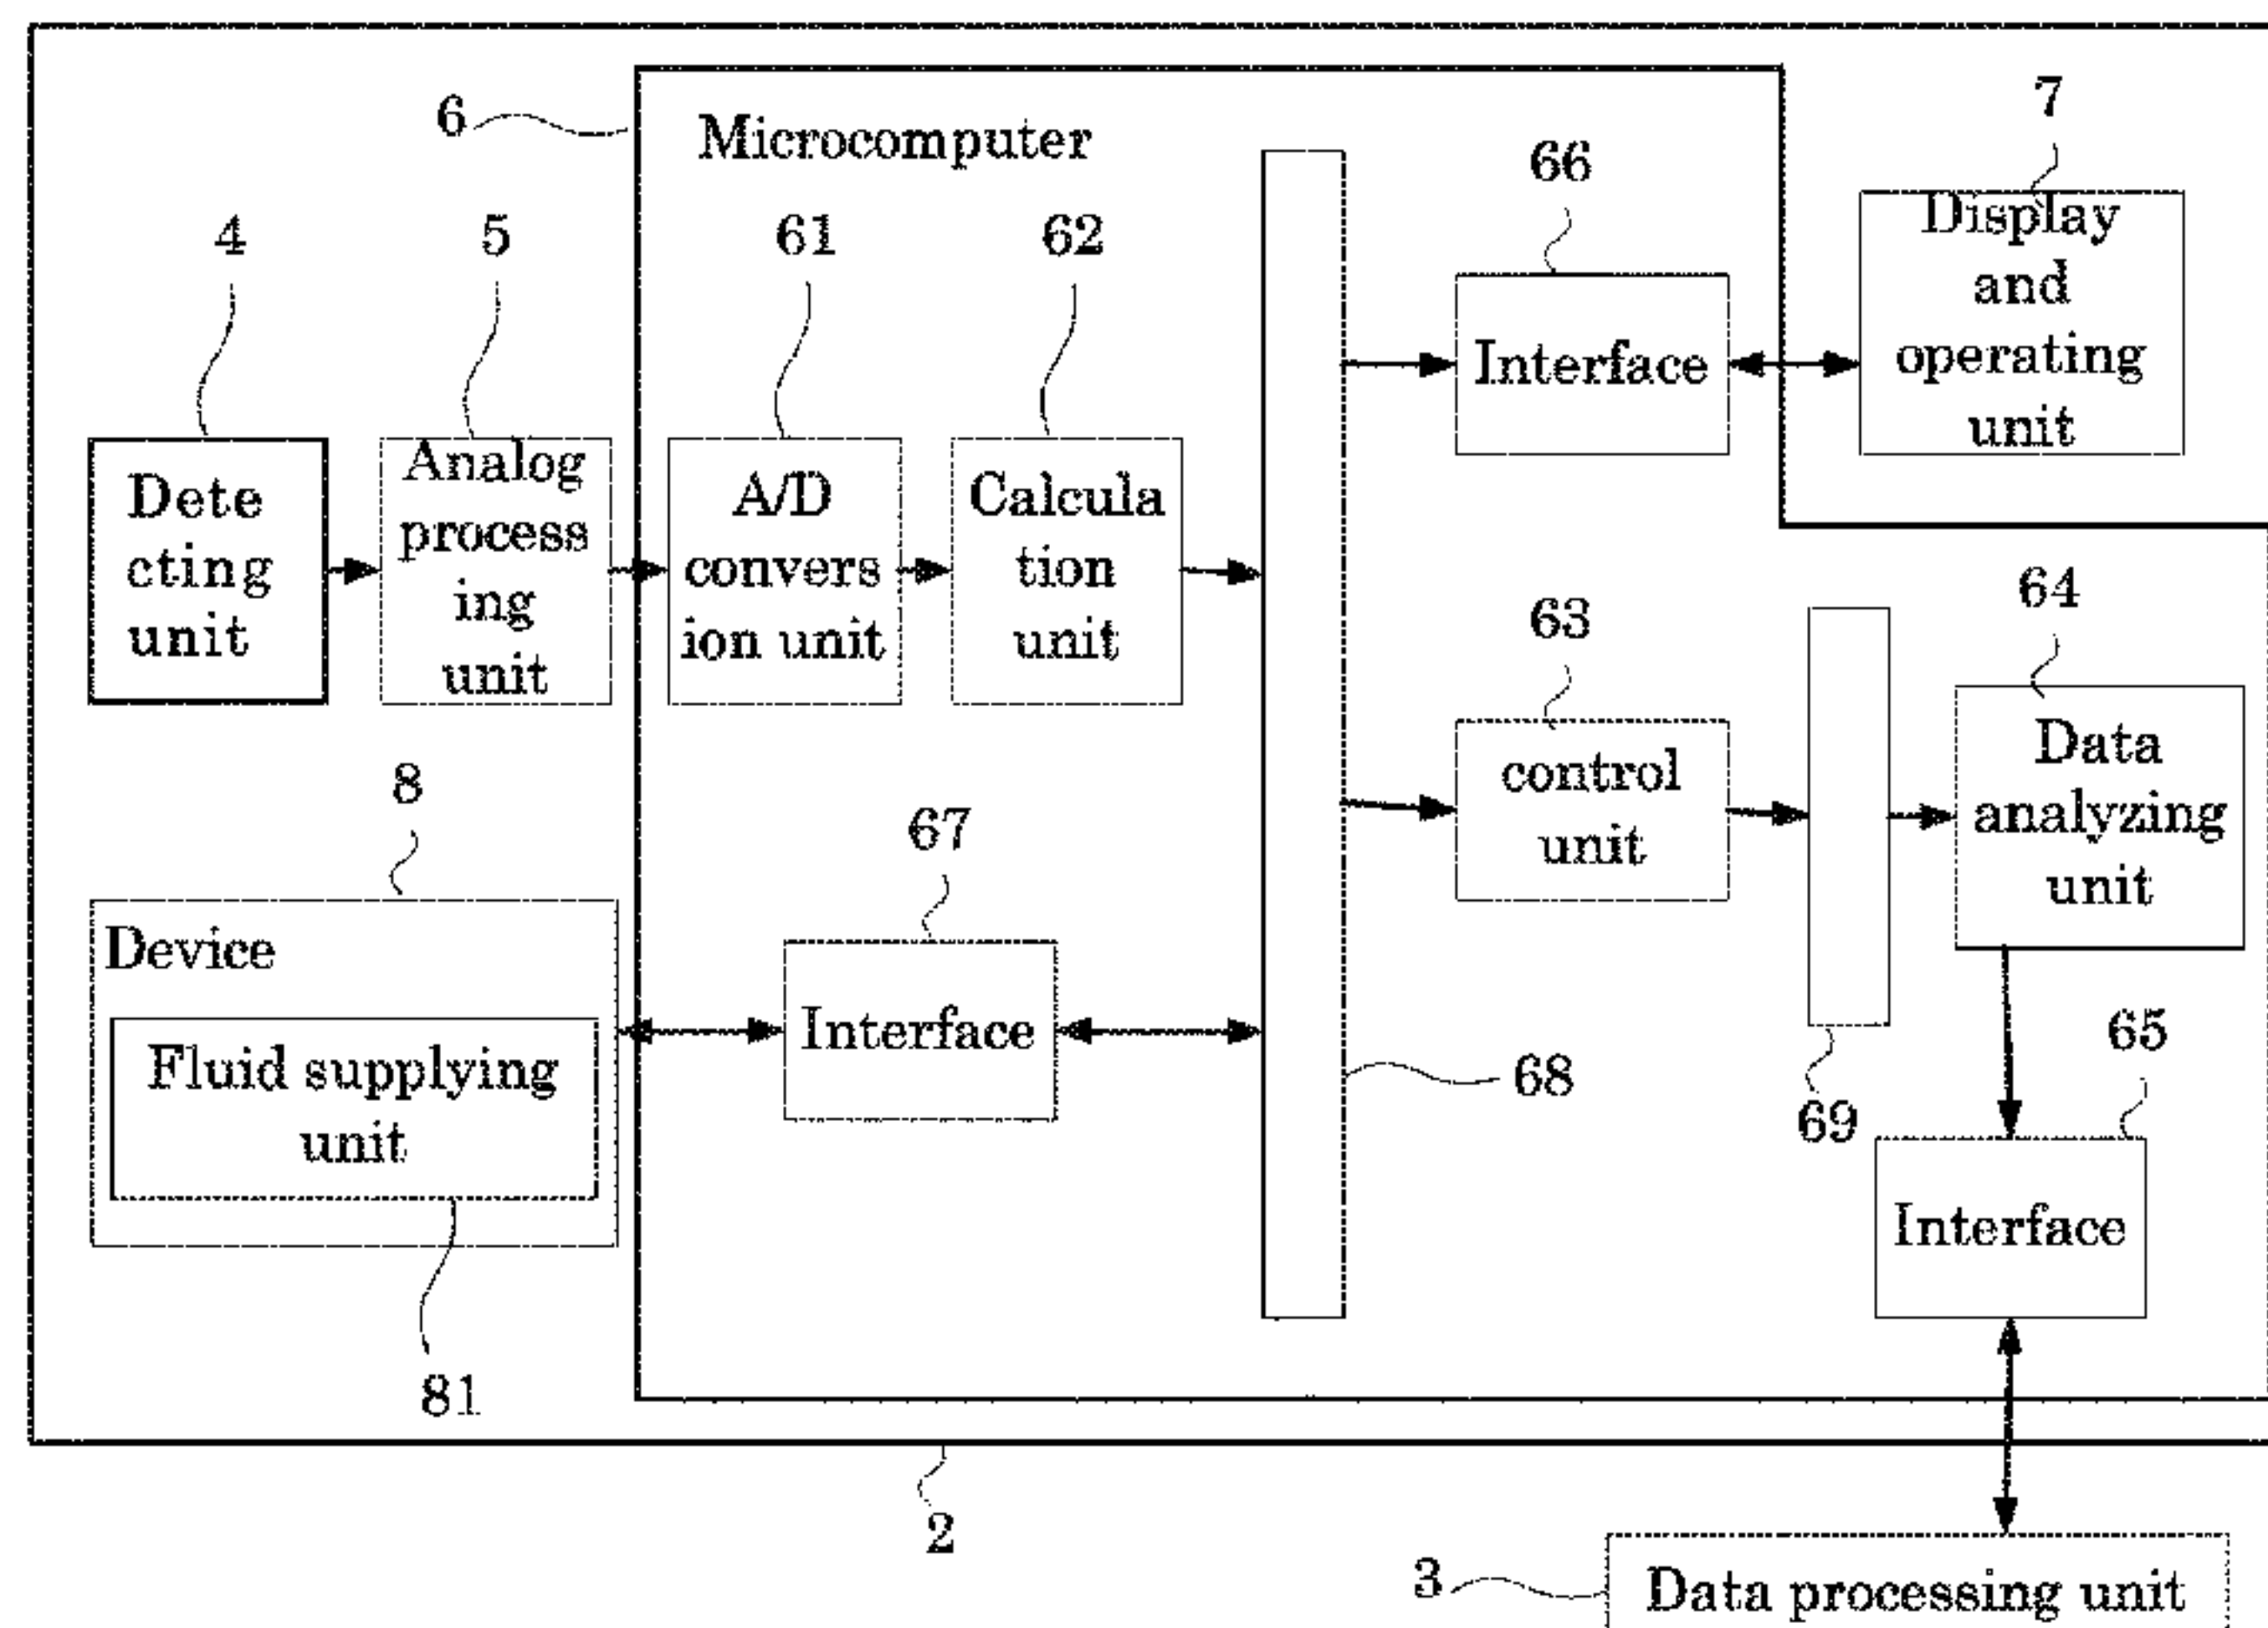 6
Microcomputer
7
66
Display
and
operating
unit
4
5
61
62
Interface
Dete
cting
unit
Analog
process
ing
unit
A/D
convers
ion unit
Calcula
tion
unit
63
64
control
unit
Data
analyzing
unit
8
67
Device
Interface
Fluid supplying
unit
68
69
65
Interface
81
2
3
Data processing unit